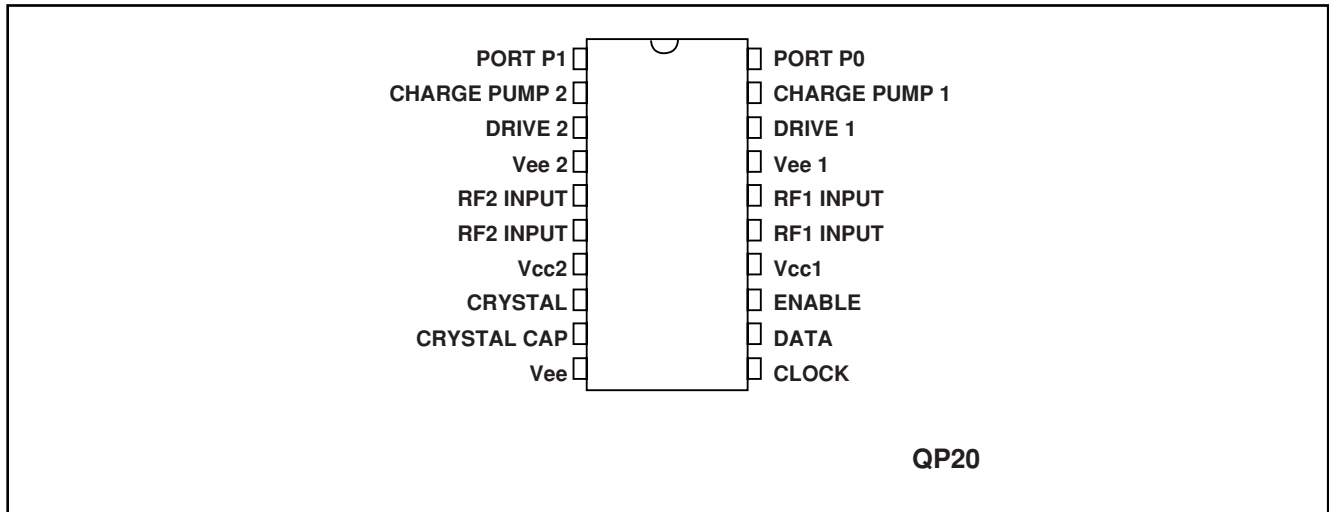 PORT P1 PORT P0
CHARGE PUMP 2 CHARGE PUMP 1
DRIVE 2 DRIVE 1
Vee 2 Vee 1
RF2 INPUT RF1 INPUT
RF2 INPUT RF1 INPUT
Vcc2 Vcc1
CRYSTAL ENABLE
CRYSTAL CAP DATA
Vee CLOCK
QP20